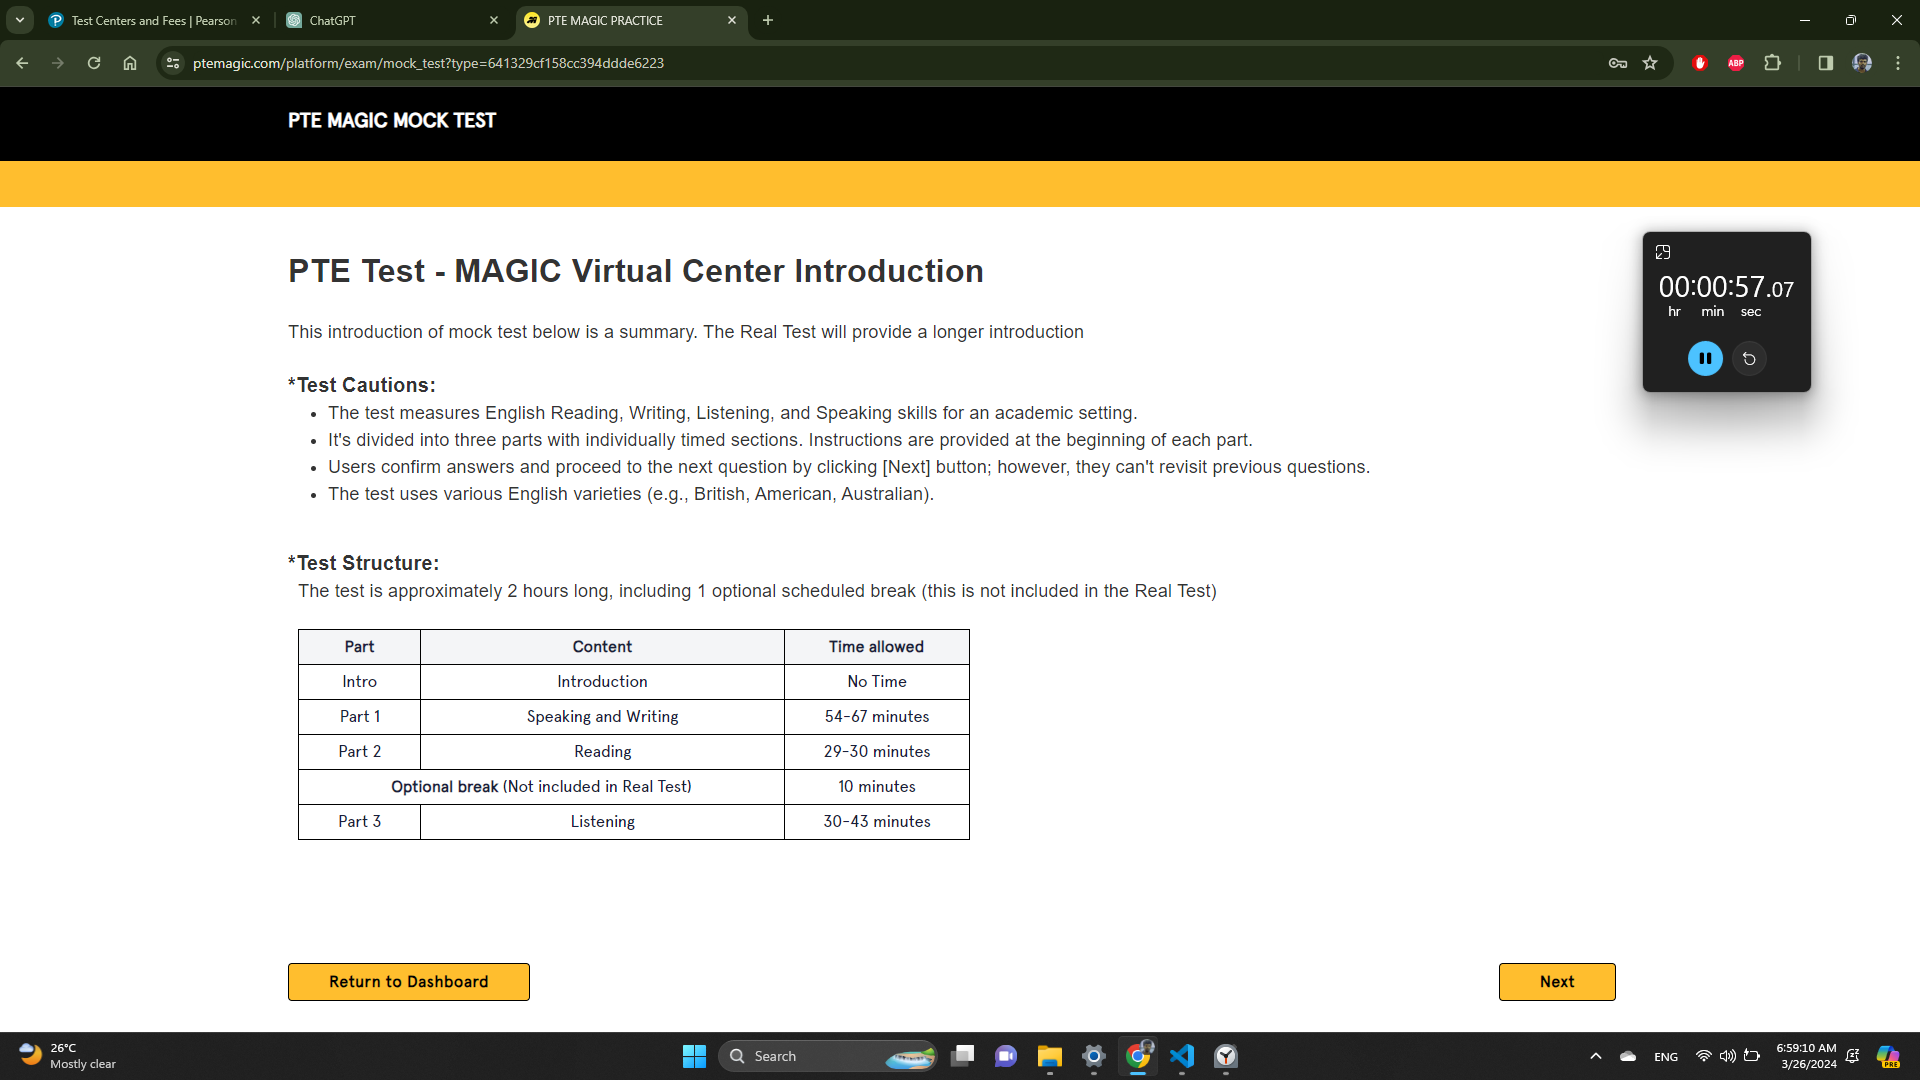 Test Centers and Fees | Pearson
ChatGPT
PTE MAGIC PRACTICE
ptemagic.com/platform/exam/mock_test?type=641329cf158cc394ddde6223
ABP
PTE MAGIC MOCK TEST
PTE Test - MAGIC Virtual Center Introduction
This introduction of mock test below is a summary. The Real Test will provide a longer introduction
00:00:57.07
hr min sec
*Test Cautions:
• The test measures English Reading, Writing, Listening, and Speaking skills for an academic setting.
• It's divided into three parts with individually timed sections. Instructions are provided at the beginning of each part.
• Users confirm answers and proceed to the next question by clicking [Next] button; however, they can't revisit previous questions.
• The test uses various English varieties (e.g., British, American, Australian).
*Test Structure:
The test is approximately 2 hours long, including 1 optional scheduled break (this is not included in the Real Test)
Part Content Time allowed
Intro Introduction No Time
Part 1 Speaking and Writing 54-67 minutes
Part 2 Reading 29-30 minutes
Optional break (Not included in Real Test) 10 minutes
Part 3 Listening 30-43 minutes
Return to Dashboard
Next
26°C
Mostly clear
Search
ENG
6:59:10 AM
3/26/2024
PRE